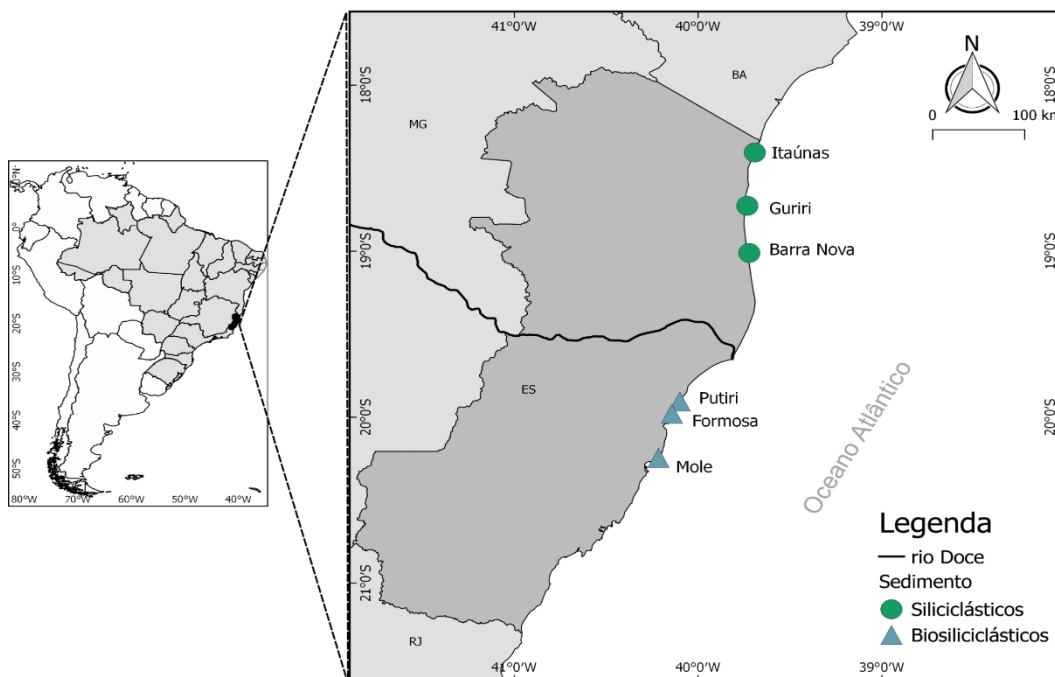 10°N
0°
10°S
20°S
30°S
40°S
50°S
80°W
70°W
60°W
50°W
40°W
41°0'W
40°0'W
39°0'W
18°0'S
19°0'S
20°0'S
21°0'S
18°0'S
19°0'S
20°0'S
41°0'W
40°0'W
39°0'W
BA
MG
ES
RJ
N
0 100 km
Itaúnas
Guriri
Barra Nova
Putiri
Formosa
Mole
Oceano Atlântico
Legenda
rio Doce
Sedimento
Siliciclásticos
Biosiliciclásticos